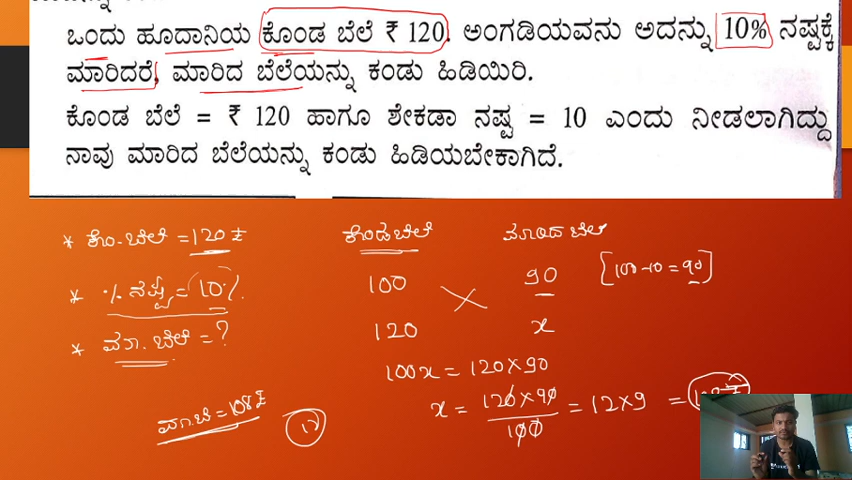 ಒಂದು ಹೂದಾನಿಯ ಕೊಂಡ ಬೆಲೆ ₹ 120. ಅಂಗಡಿಯವನು ಅದನ್ನು 10% ನಷ್ಟಕ್ಕೆ
ಮಾರಿದರೆ, ಮಾರಿದ ಬೆಲೆಯನ್ನು ಕಂಡು ಹಿಡಿಯಿರಿ.
ಕೊಂಡ ಬೆಲೆ = ₹ 120 ಹಾಗೂ ಶೇಕಡಾ ನಷ್ಟ = 10 ಎಂದು ನೀಡಲಾಗಿದ್ದು
ನಾವು ಮಾರಿದ ಬೆಲೆಯನ್ನು ಕಂಡು ಹಿಡಿಯಬೇಕಾಗಿದೆ.
* ಕೊ.ಬೆಲೆ = 120 ₹
* % ನಷ್ಟ = 10%.
* ಮಾ.ಬೆಲೆ = ?
ಕೊಂಡಬೆಲೆ ಮಾರಿದ ಬೆಲೆ
100 90 [100-10=90]
120 x
100x = 120×90
x = 120×90 / 100 = 12×9 =
ಮಾ.ಬೆ = 108 ₹